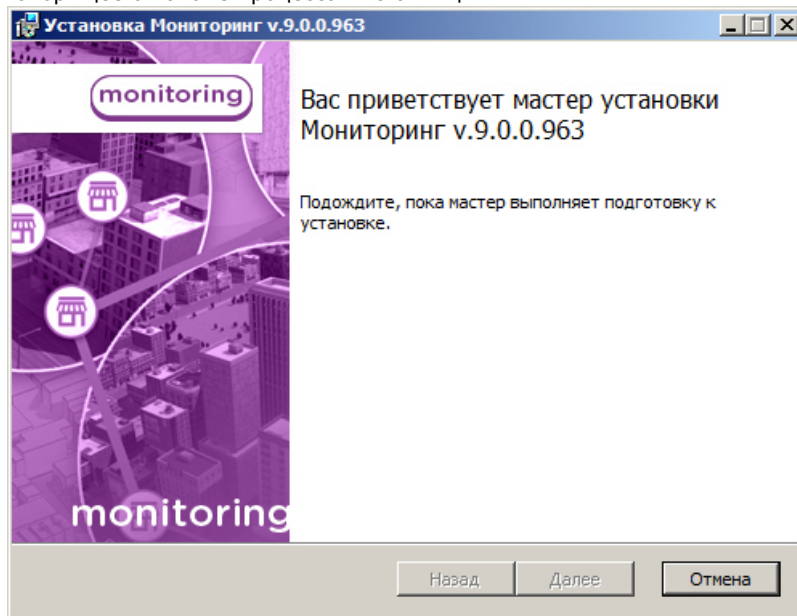 Установка Мониторинг v.9.0.0.963
monitoring
Вас приветствует мастер установки
Мониторинг v.9.0.0.963
Подождите, пока мастер выполняет подготовку к
установке.
monitoring
Назад
Далее
Отмена